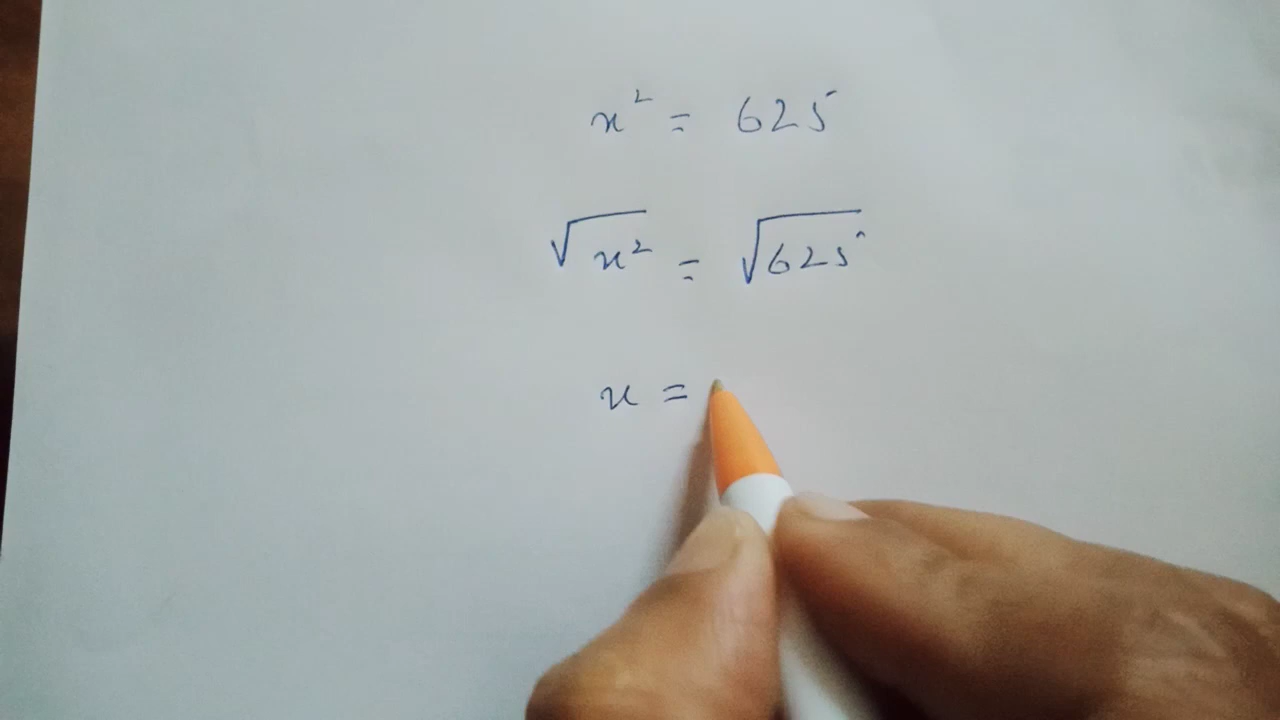 x² = 625
√x² = √625
x =